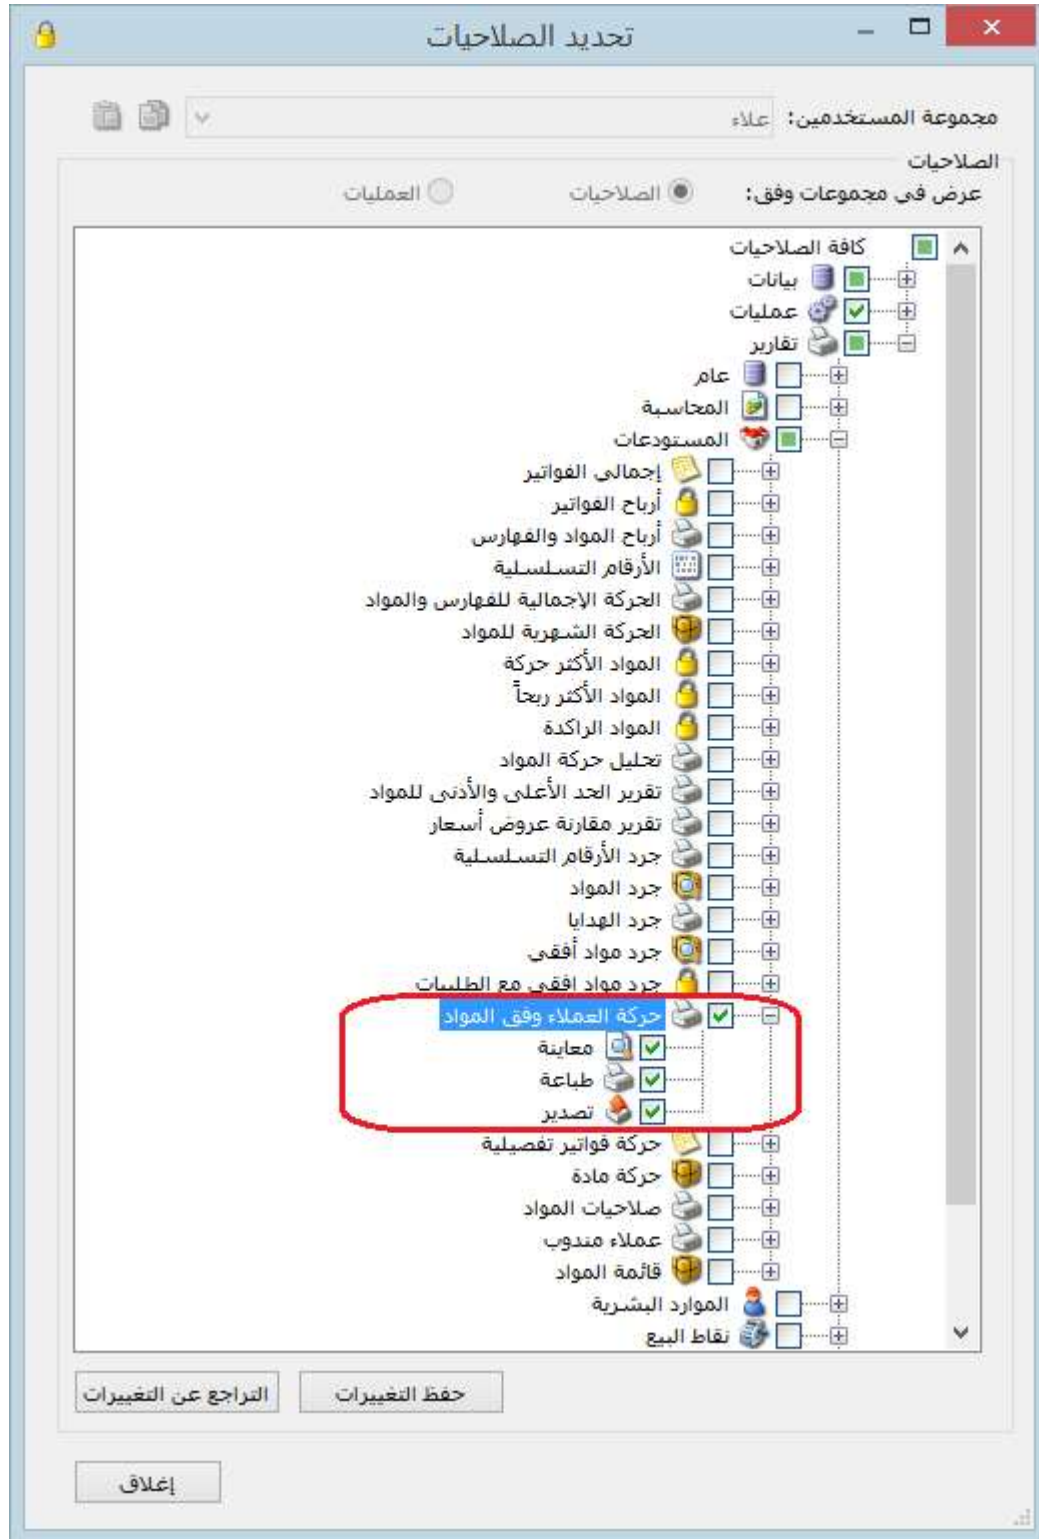 تحديد الصلاحيات
مجموعة المستخدمين: علاء
الصلاحيات
عرض في مجموعات وفق: الصلاحيات العمليات
كافة الصلاحيات
بيانات
عمليات
تقارير
عام
المحاسبة
المستودعات
إجمالي الفواتير
أرباح الفواتير
أرباح المواد والفهارس
الأرقام التسلسلية
الحركة الإجمالية للفهارس والمواد
الحركة الشهرية للمواد
المواد الأكثر حركة
المواد الأكثر ربحاً
المواد الراكدة
تحليل حركة المواد
تقرير الحد الأعلى والأدنى للمواد
تقرير مقارنة عروض أسعار
جرد الأرقام التسلسلية
جرد المواد
جرد الهدايا
جرد مواد أفقي
جرد مواد افقي مع الطلبيات
حركة العملاء وفق المواد
معاينة
طباعة
تصدير
حركة فواتير تفصيلية
حركة مادة
صلاحيات المواد
عملاء مندوب
قائمة المواد
الموارد البشرية
نقاط البيع
حفظ التغييرات التراجع عن التغييرات
إغلاق